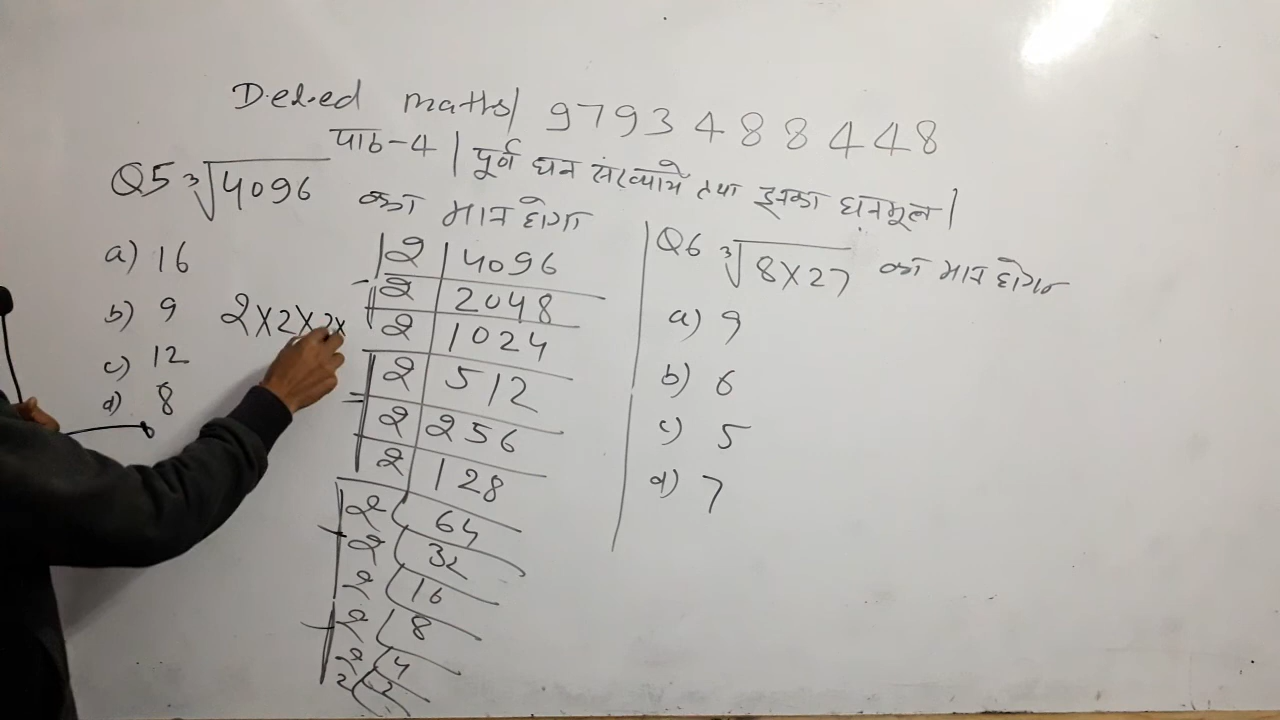 D.el.ed maths | 9793488448
पाठ-4 | पूर्ण घन संख्यायें तथा इनका घनमूल |
Q5 ∛4096 का मान होगा
a) 16
b) 9
c) 12
d) 8
2×2×2×
2 | 4096
2 | 2048
2 | 1024
2 | 512
2 | 256
2 | 128
2 | 64
2 | 32
2 | 16
2 | 8
2 | 4
2 | 2
Q6 ∛8×27 का मान होगा
a) 9
b) 6
c) 5
d) 7